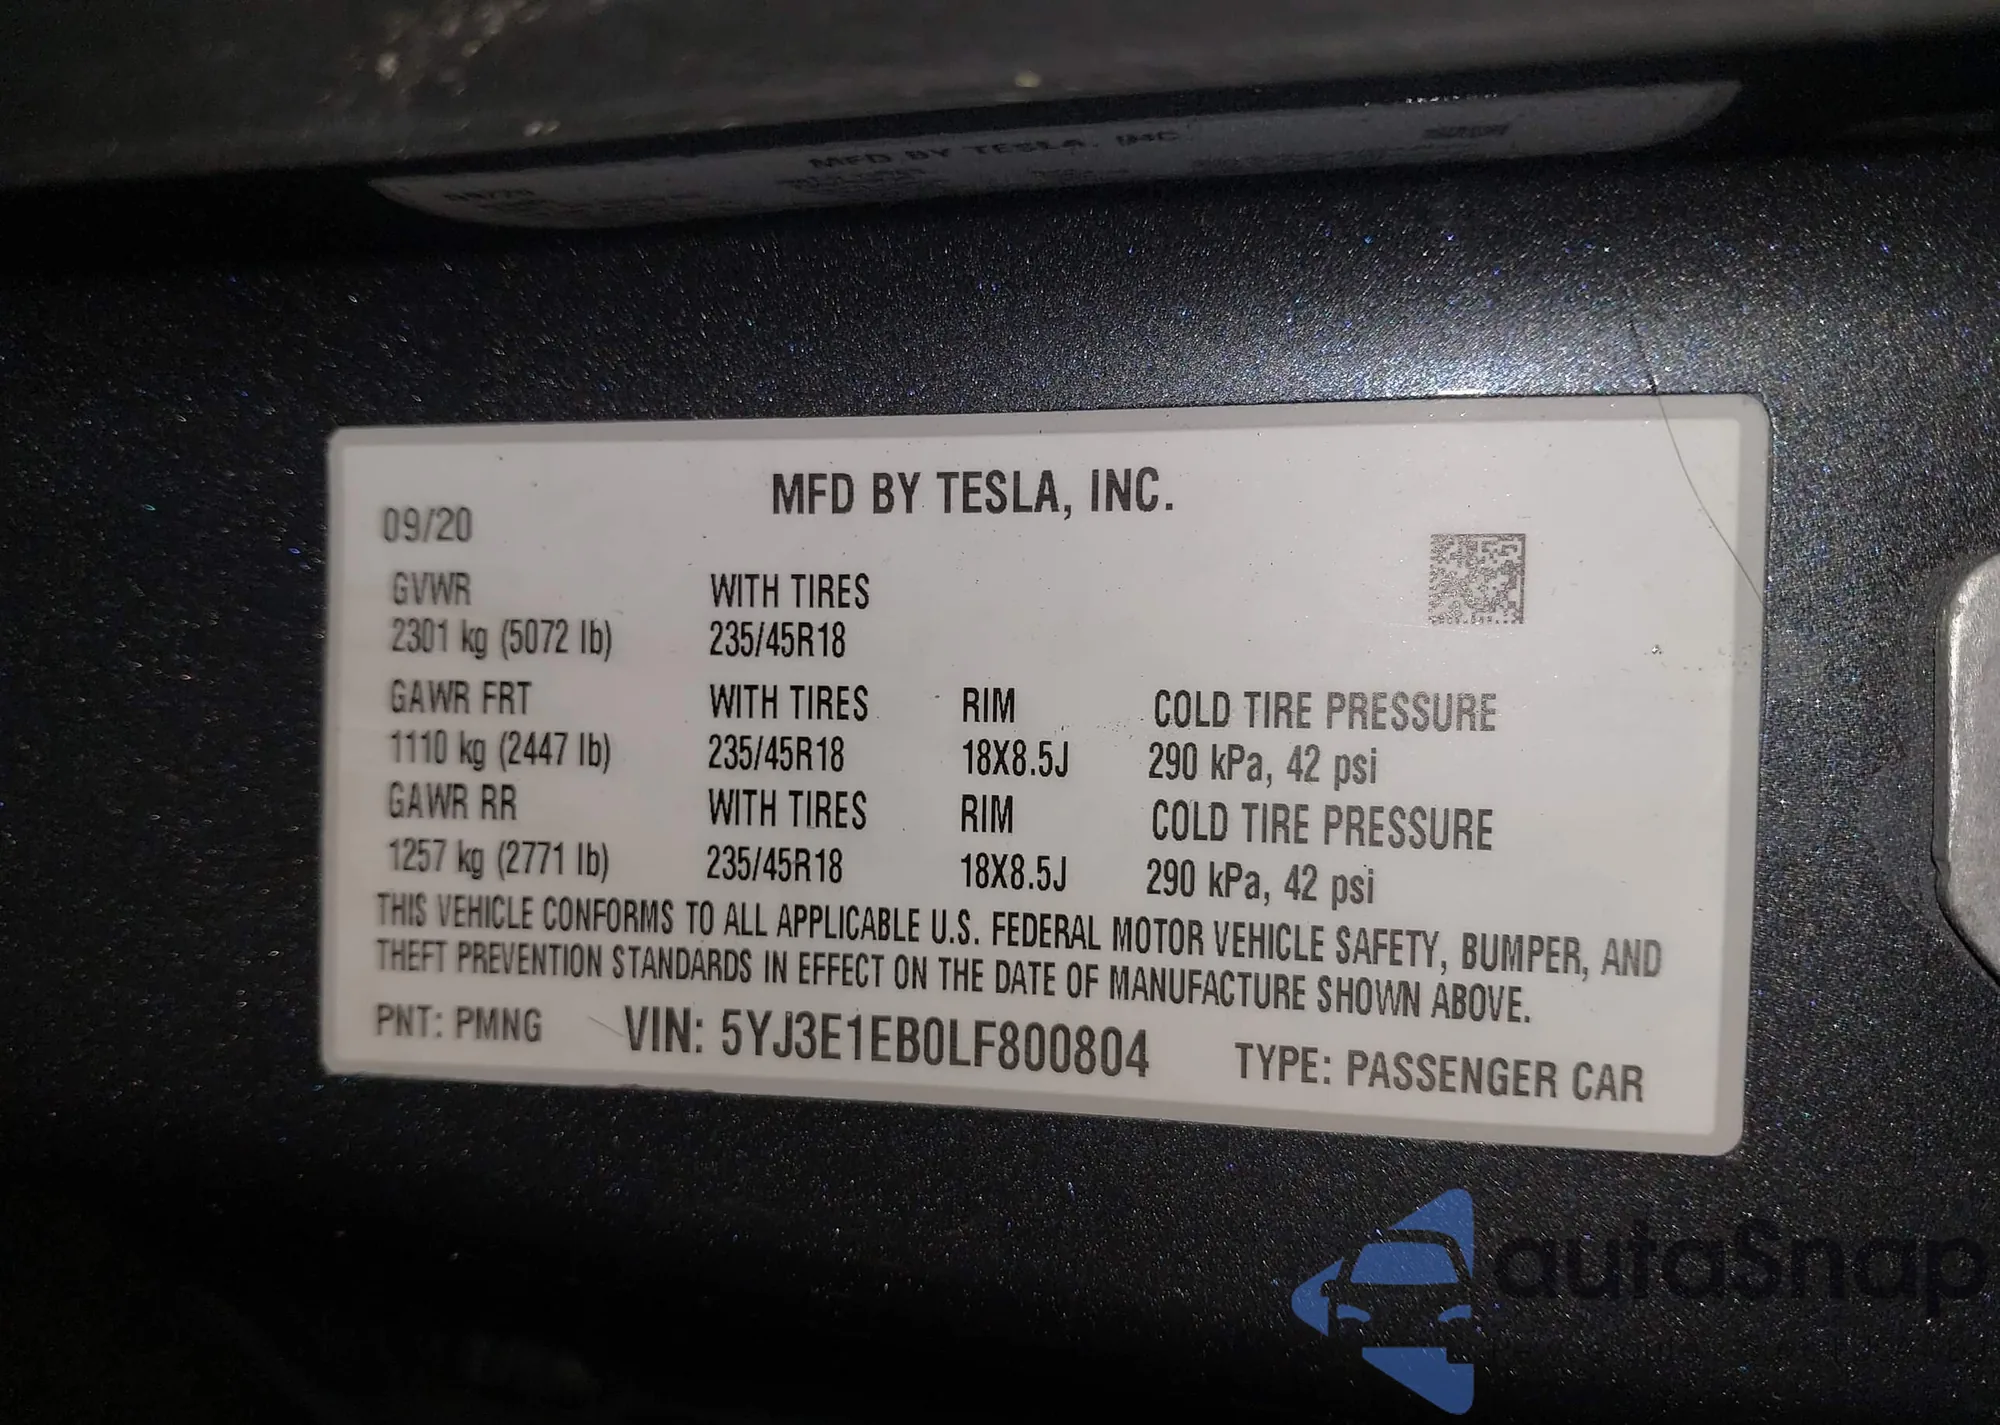 MFD BY TESLA, INC
09/20
MFD BY TESLA, INC.
09/20
GVWR WITH TIRES
2301 kg (5072 lb) 235/45R18
GAWR FRT WITH TIRES RIM COLD TIRE PRESSURE
1110 kg (2447 lb) 235/45R18 18X8.5J 290 kPa, 42 psi
GAWR RR WITH TIRES RIM COLD TIRE PRESSURE
1257 kg (2771 lb) 235/45R18 18X8.5J 290 kPa, 42 psi
THIS VEHICLE CONFORMS TO ALL APPLICABLE U.S. FEDERAL MOTOR VEHICLE SAFETY, BUMPER, AND
THEFT PREVENTION STANDARDS IN EFFECT ON THE DATE OF MANUFACTURE SHOWN ABOVE.
PNT: PMNG VIN: 5YJ3E1EB0LF800804 TYPE: PASSENGER CAR
autaSnap